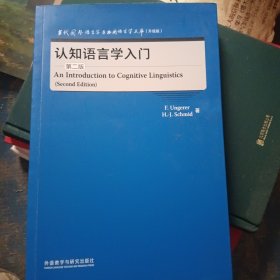 当代国外语言学与应用语言学文库(升级版)
认知语言学入门
第二版
An Introduction to Cognitive Linguistics
(Second Edition)
F. Ungerer
H.-J. Schmid
著
外语教学与研究出版社